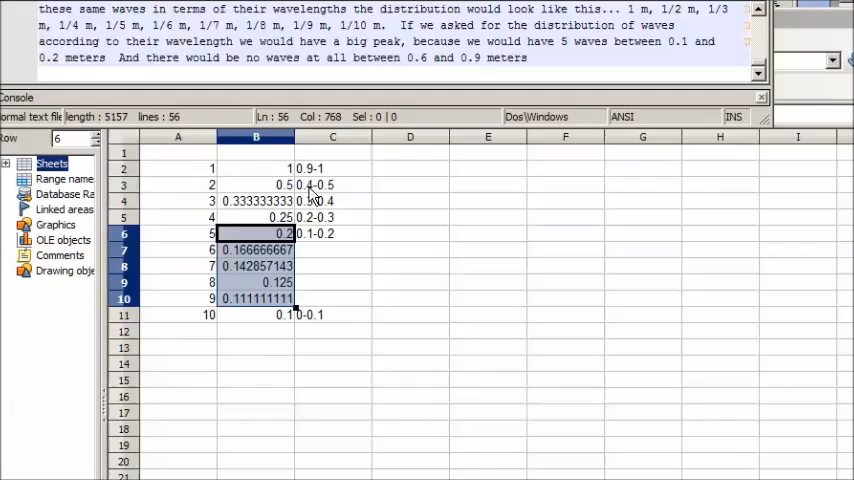 these same waves in terms of their wavelengths the distribution would look like this... 1 m, 1/2 m, 1/3
m, 1/4 m, 1/5 m, 1/6 m, 1/7 m, 1/8 m, 1/9 m, 1/10 m.  If we asked for the distribution of waves
according to their wavelength we would have a big peak, because we would have 5 waves between 0.1 and
0.2 meters  And there would be no waves at all between 0.6 and 0.9 meters
Console
ormal text file length : 5157 lines : 56 Ln : 56 Col : 768 Sel : 0 | 0 Dos\Windows ANSI INS
Row 6 A B C D E F G H I
1
Sheets 2 1 1 0.9-1
Range name 3 2 0.5 0.4-0.5
Database Ra 4 3 0.333333333
Linked areas 5 4 0.25 0.2-0.3
Graphics 6 5 0.2 0.1-0.2
OLE objects 7 6 0.166666667
Comments 8 7 0.142857143
Drawing obje 9 8 0.125
10 9 0.111111111
11 10 0.1 0-0.1
12
13
14
15
16
17
18
19
20
21